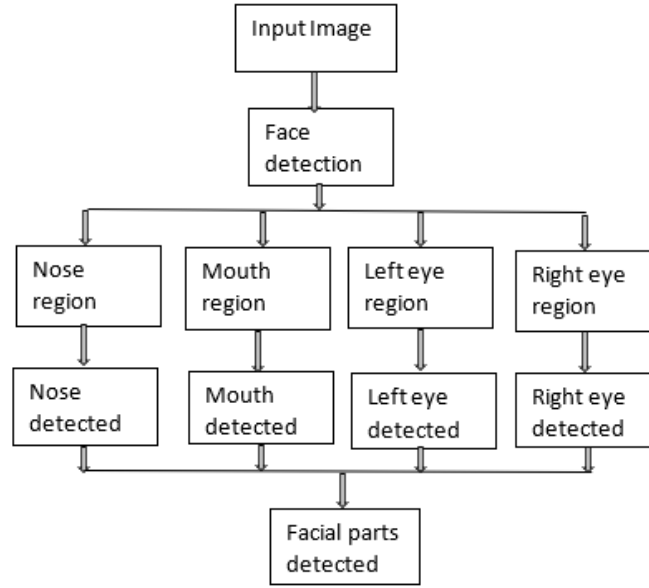 Input Image
Face
detection
Nose
region
Mouth
region
Left eye
region
Right eye
region
Nose
detected
Mouth
detected
Left eye
detected
Right eye
detected
Facial parts
detected